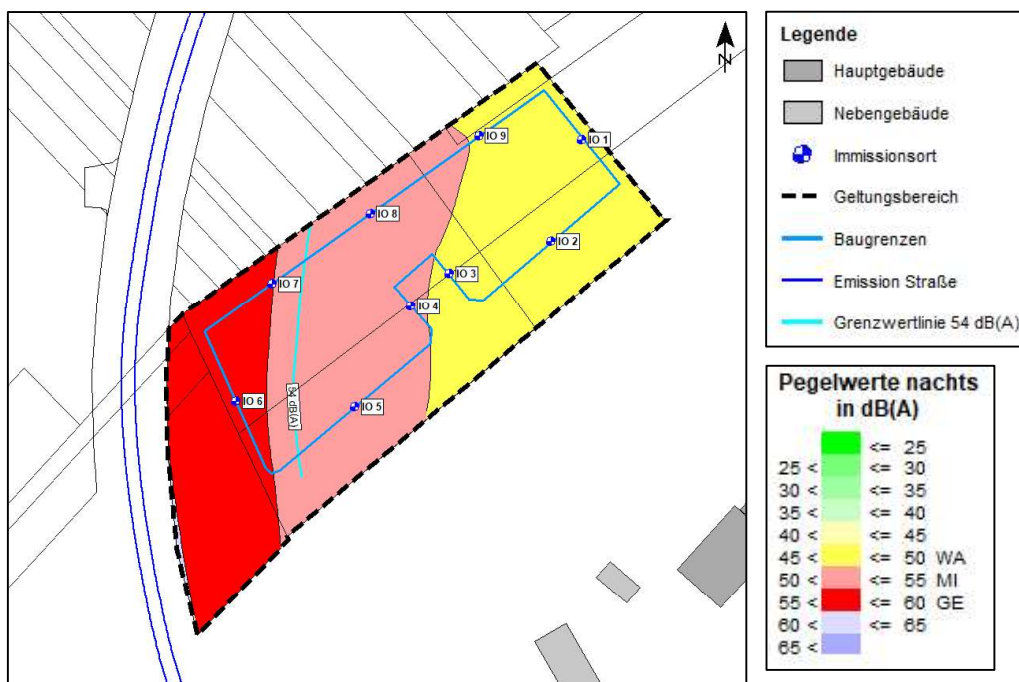 N
IO 9
IO 1
IO 8
IO 2
IO 3
IO 7
IO 4
IO 6
54 dB(A)
IO 5
Legende
Hauptgebäude
Nebengebäude
Immissionsort
Geltungsbereich
Baugrenzen
Emission Straße
Grenzwertlinie 54 dB(A)
Pegelwerte nachts
in dB(A)
<= 25
25 < <= 30
30 < <= 35
35 < <= 40
40 < <= 45
45 < <= 50 WA
50 < <= 55 MI
55 < <= 60 GE
60 < <= 65
65 <